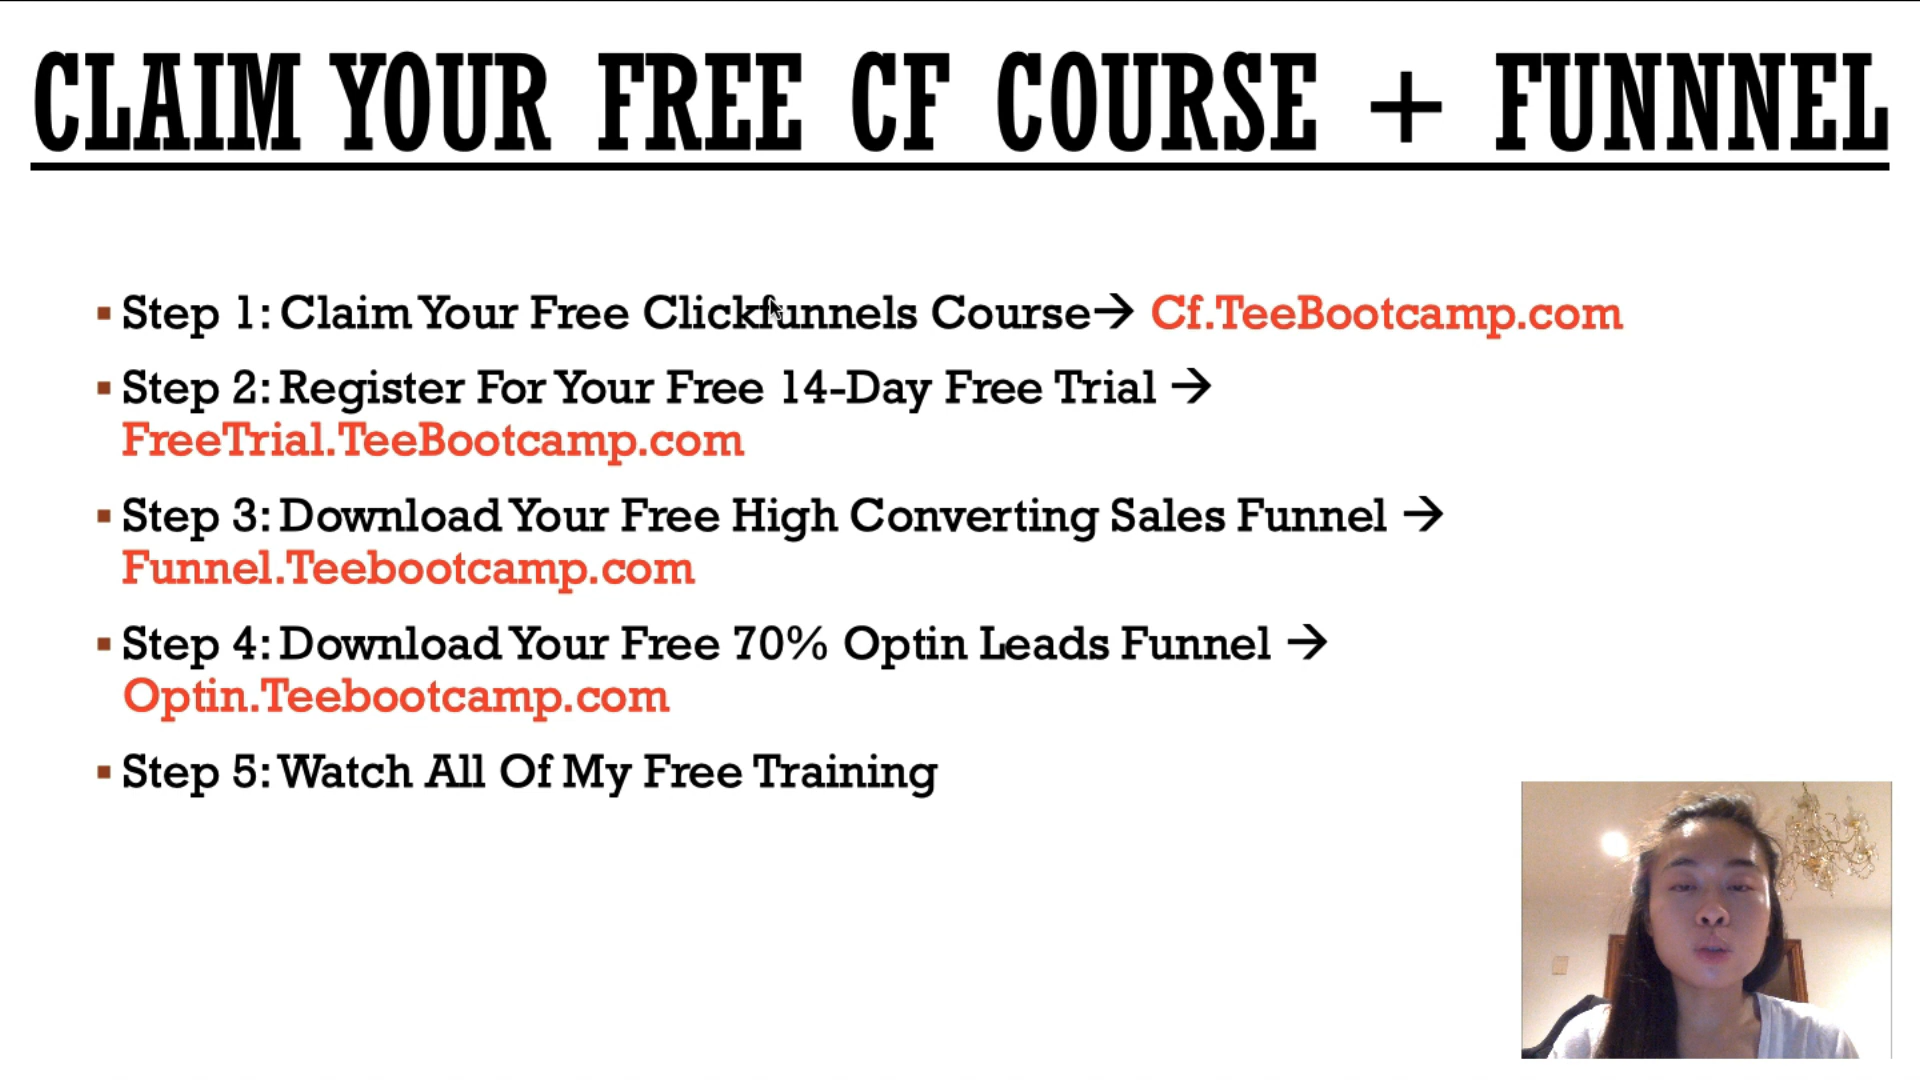 CLAIM YOUR FREE CF COURSE + FUNNNEL
Step 1: Claim Your Free Clickfunnels Course→ Cf.TeeBootcamp.com
Step 2: Register For Your Free 14-Day Free Trial →
FreeTrial.TeeBootcamp.com
Step 3: Download Your Free High Converting Sales Funnel →
Funnel.Teebootcamp.com
Step 4: Download Your Free 70% Optin Leads Funnel →
Optin.Teebootcamp.com
Step 5: Watch All Of My Free Training